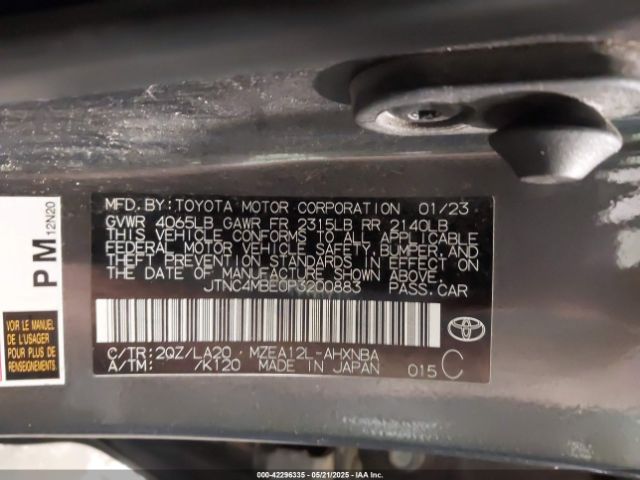 MFD. BY: TOYOTA MOTOR CORPORATION 01/23
GVWR 4065LB GAWR FR 2315LB RR 2140LB
THIS VEHICLE CONFORMS TO ALL APPLICABLE
FEDERAL MOTOR VEHICLE SAFETY, BUMPER, AND
THEFT PREVENTION STANDARDS IN EFFECT ON
THE DATE OF MANUFACTURE SHOWN ABOVE.
JTNC4MBE0P3200883 PASS.CAR
C/TR: 2QZ/LA20 MZEA12L-AHXNBA
A/TM: /K120 MADE IN JAPAN 015 C
TOYOTA
PM 12N20
VOIR LE MANUEL
DE L'USAGER
POUR PLUS DE
RENSEIGNEMENTS
000-42296335 - 05/21/2025 - IAA Inc.